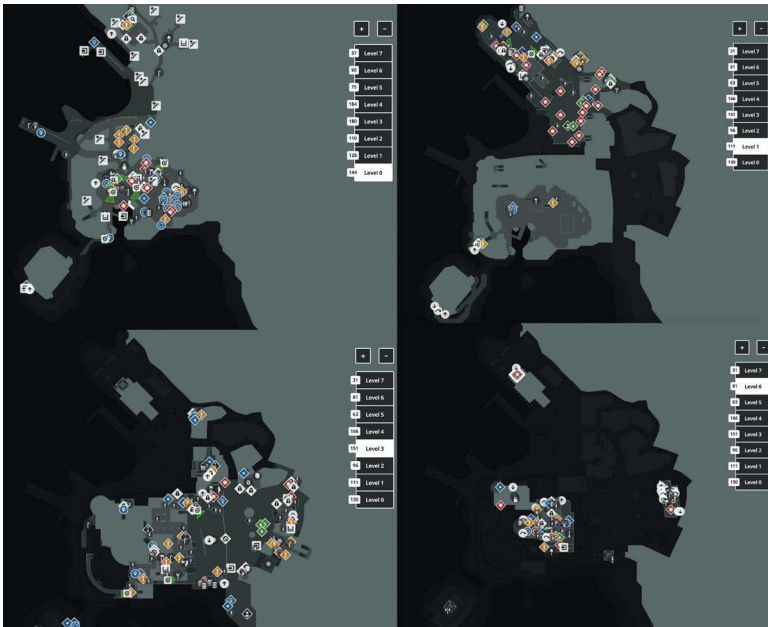 + -
37 Level 7
90 Level 6
75 Level 5
184 Level 4
180 Level 3
110 Level 2
128 Level 1
144 Level 0
+ -
31 Level 7
81 Level 6
63 Level 5
166 Level 4
151 Level 3
96 Level 2
111 Level 1
130 Level 0
+ -
31 Level 7
81 Level 6
63 Level 5
166 Level 4
151 Level 3
96 Level 2
111 Level 1
130 Level 0
+ -
31 Level 7
81 Level 6
63 Level 5
166 Level 4
151 Level 3
96 Level 2
111 Level 1
130 Level 0